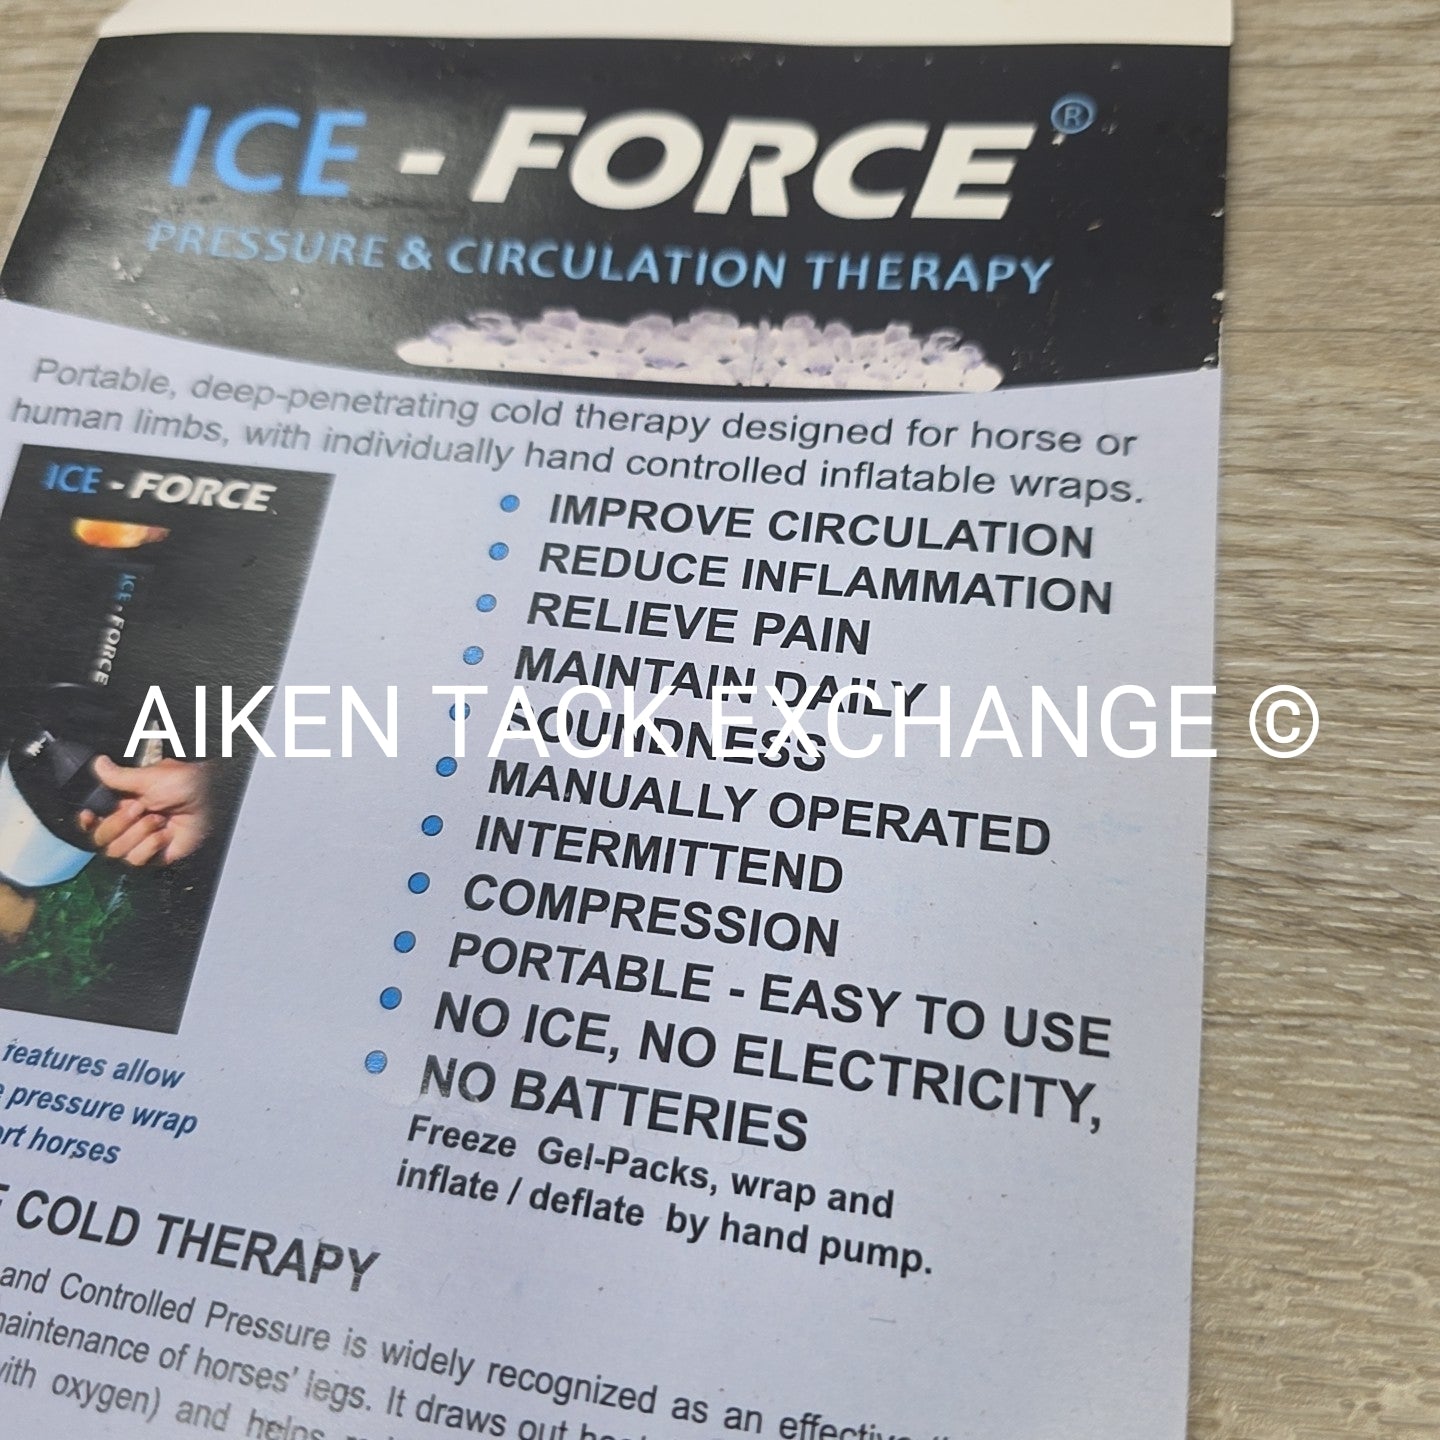 ICE - FORCE ®
PRESSURE & CIRCULATION THERAPY
Portable, deep-penetrating cold therapy designed for horse or
human limbs, with individually hand controlled inflatable wraps.
ICE - FORCE
ICE - FORCE
• IMPROVE CIRCULATION
• REDUCE INFLAMMATION
• RELIEVE PAIN
• MAINTAIN DAILY
• SOUNDNESS
AIKEN TACK EXCHANGE ©
• MANUALLY OPERATED
• INTERMITTEND
• COMPRESSION
• PORTABLE - EASY TO USE
• NO ICE, NO ELECTRICITY,
• NO BATTERIES
Freeze Gel-Packs, wrap and
inflate / deflate by hand pump.
features allow
pressure wrap
horses
COLD THERAPY
and Controlled Pressure is widely recognized as an
maintenance of horses' legs. It draws out
oxygen) and helps